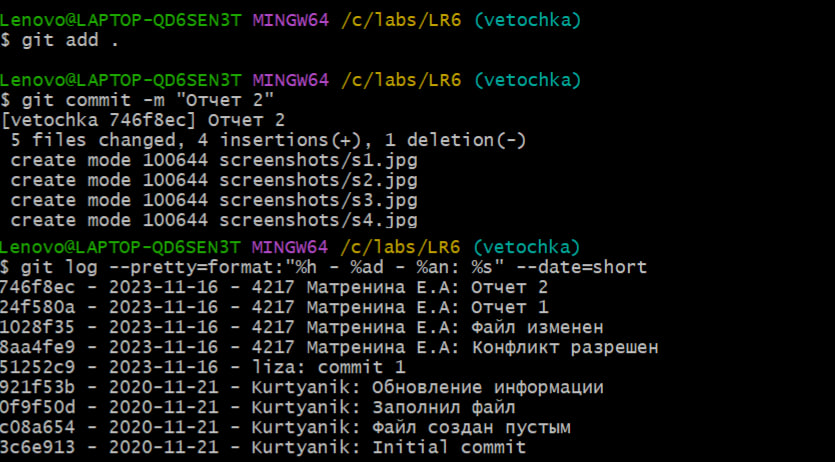 Lenovo@LAPTOP-QD6SEN3T MINGW64 /c/labs/LR6 (vetochka)
$ git add .
Lenovo@LAPTOP-QD6SEN3T MINGW64 /c/labs/LR6 (vetochka)
$ git commit -m "Отчет 2"
[vetochka 746f8ec] Отчет 2
5 files changed, 4 insertions(+), 1 deletion(-)
create mode 100644 screenshots/s1.jpg
create mode 100644 screenshots/s2.jpg
create mode 100644 screenshots/s3.jpg
create mode 100644 screenshots/s4.jpg
Lenovo@LAPTOP-QD6SEN3T MINGW64 /c/labs/LR6 (vetochka)
$ git log --pretty=format:"%h - %ad - %an: %s" --date=short
746f8ec - 2023-11-16 - 4217 Матренина Е.А: Отчет 2
24f580a - 2023-11-16 - 4217 Матренина Е.А: Отчет 1
1028f35 - 2023-11-16 - 4217 Матренина Е.А: Файл изменен
8aa4fe9 - 2023-11-16 - 4217 Матренина Е.А: Конфликт разрешен
51252c9 - 2023-11-16 - liza: commit 1
921f53b - 2020-11-21 - Kurtyanik: Обновление информации
0f9f50d - 2020-11-21 - Kurtyanik: Заполнил файл
c08a654 - 2020-11-21 - Kurtyanik: Файл создан пустым
3c6e913 - 2020-11-21 - Kurtyanik: Initial commit